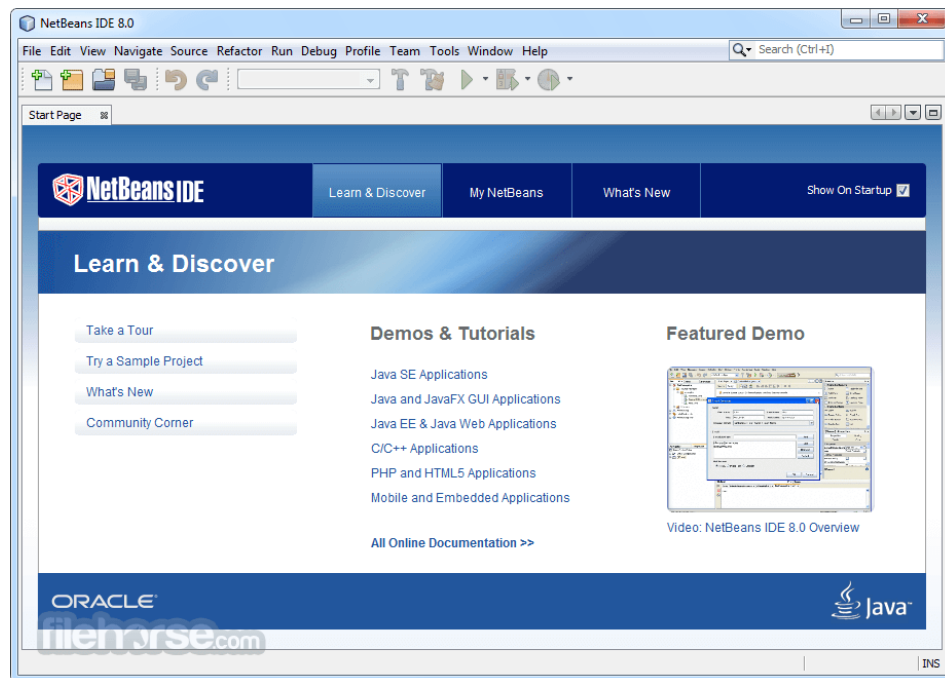 NetBeans IDE 8.0
File Edit View Navigate Source Refactor Run Debug Profile Team Tools Window Help
Search (Ctrl+I)
Start Page
NetBeans IDE
Learn & Discover
My NetBeans
What's New
Show On Startup
Learn & Discover
Take a Tour
Try a Sample Project
What's New
Community Corner
Demos & Tutorials
Java SE Applications
Java and JavaFX GUI Applications
Java EE & Java Web Applications
C/C++ Applications
PHP and HTML5 Applications
Mobile and Embedded Applications
All Online Documentation >>
Featured Demo
Video: NetBeans IDE 8.0 Overview
ORACLE
Java
filehorse.com
INS